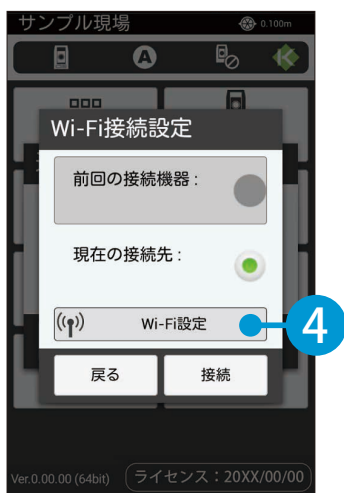 サンプル現場
0.100m
A
Wi-Fi接続設定
前回の接続機器 :
現在の接続先 :
Wi-Fi設定
4
戻る
接続
Ver.0.00.00 (64bit)
ライセンス：20XX/00/00